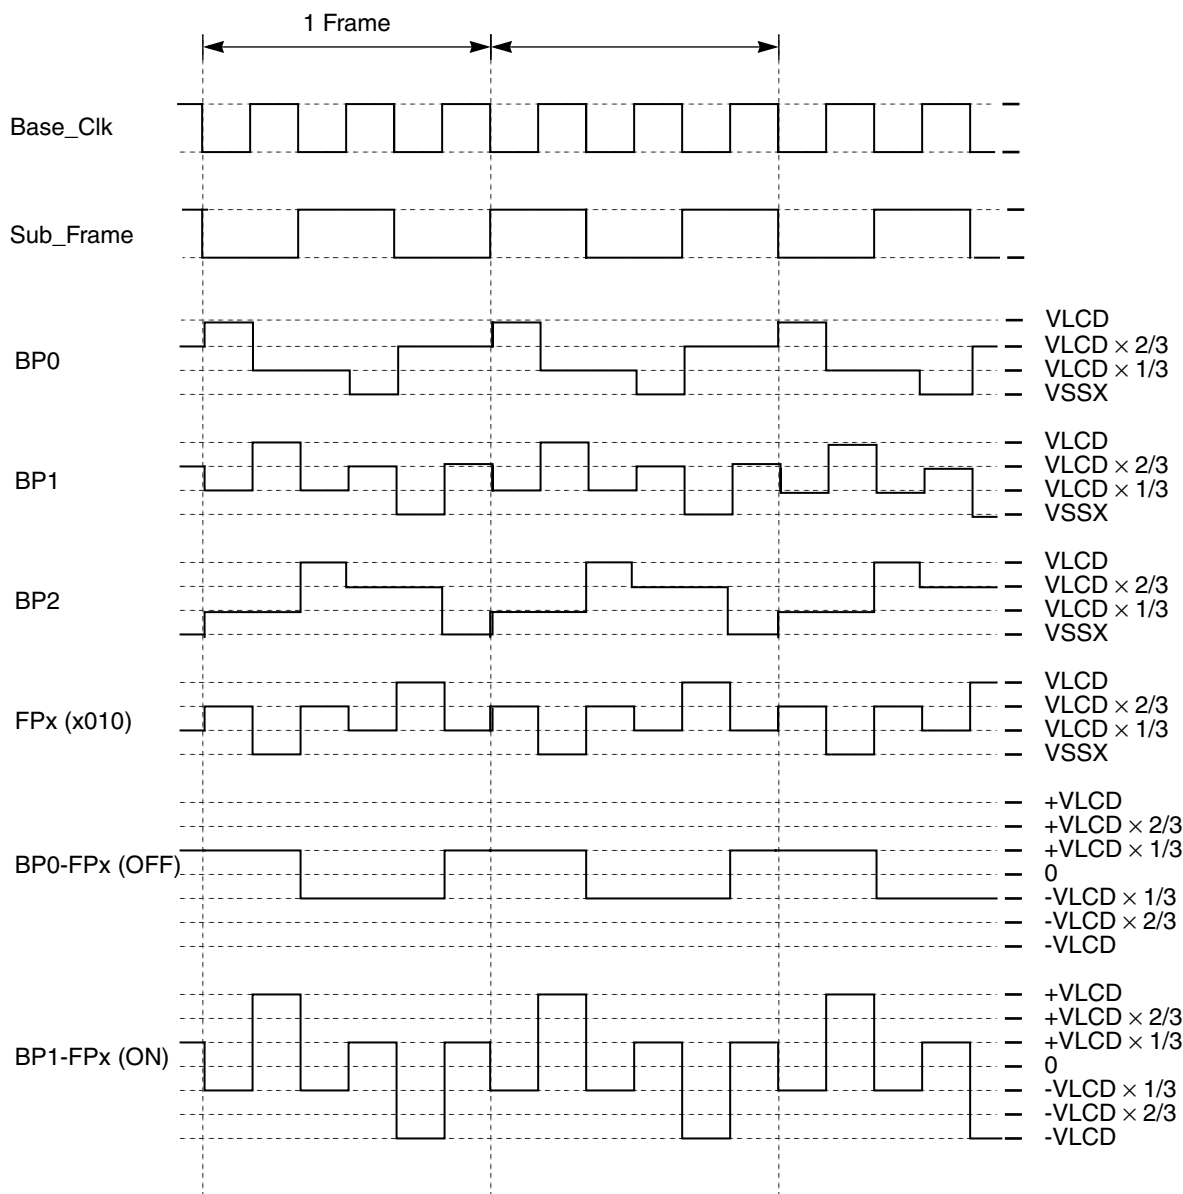 1 Frame
Base_Clk
Sub_Frame
BP0
VLCD
VLCD × 2/3
VLCD × 1/3
VSSX
BP1
VLCD
VLCD × 2/3
VLCD × 1/3
VSSX
BP2
VLCD
VLCD × 2/3
VLCD × 1/3
VSSX
FPx (x010)
VLCD
VLCD × 2/3
VLCD × 1/3
VSSX
BP0-FPx (OFF)
+VLCD
+VLCD × 2/3
+VLCD × 1/3
0
-VLCD × 1/3
-VLCD × 2/3
-VLCD
BP1-FPx (ON)
+VLCD
+VLCD × 2/3
+VLCD × 1/3
0
-VLCD × 1/3
-VLCD × 2/3
-VLCD